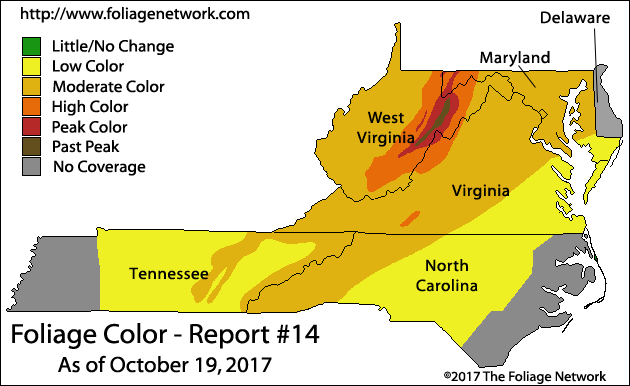 http://www.foliagenetwork.com
Delaware
Little/No Change
Low Color
Moderate Color
High Color
Peak Color
Past Peak
No Coverage
Maryland
West
Virginia
Virginia
Tennessee
North
Carolina
Foliage Color - Report #14
As of October 19, 2017
©2017 The Foliage Network